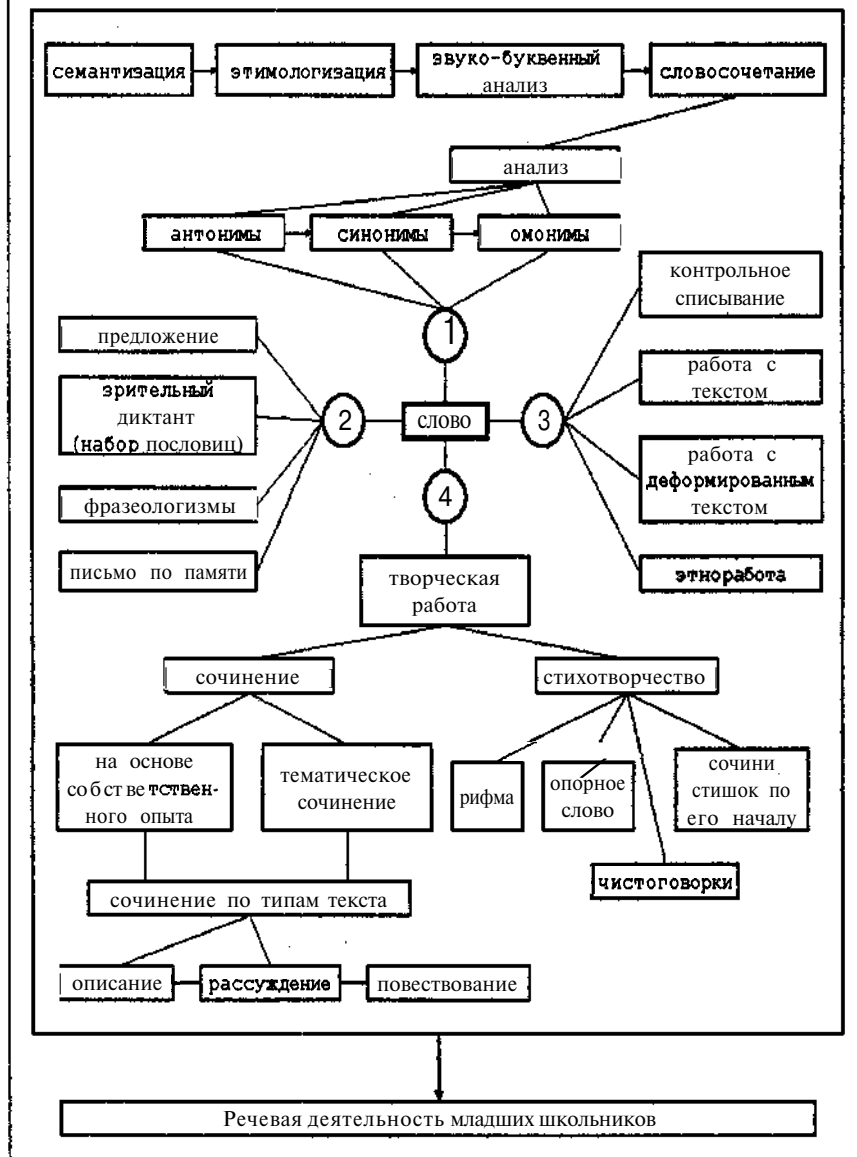 семантизация
этимологизация
звуко-буквенный
анализ
словосочетание
анализ
антонимы
синонимы
омонимы
1
контрольное
списывание
предложение
зрительный
диктант
(набор пословиц)
фразеологизмы
письмо по памяти
2
слово
3
работа с
текстом
работа с
деформированным
текстом
этноработа
4
творческая
работа
сочинение
стихотворчество
на основе
собстветствен-
ного опыта
тематическое
сочинение
рифма
опорное
слово
сочини
стишок по
его началу
чистоговорки
сочинение по типам текста
описание
рассуждение
повествование
Речевая деятельность младших школьников